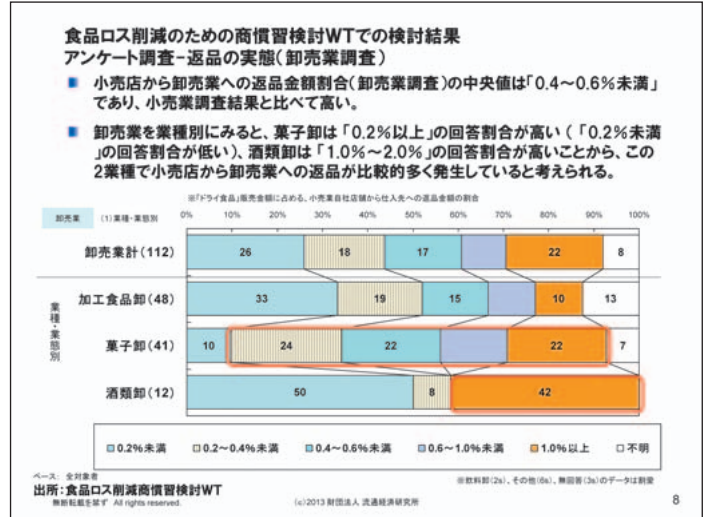 食品ロス削減のための商慣習検討WTでの検討結果
アンケート調査－返品の実態(卸売業調査)
小売店から卸売業への返品金額割合(卸売業調査)の中央値は「0.4～0.6%未満」
であり、小売業調査結果と比べて高い。
卸売業を業種別にみると、菓子卸は「0.2%以上」の回答割合が高い(「0.2%未満
」の回答割合が低い)、酒類卸は「1.0%～2.0%」の回答割合が高いことから、この
2業種で小売店から卸売業への返品が比較的多く発生していると考えられる。
※「ドライ食品」販売金額に占める、小売業自社店舗から仕入先への返品金額の割合
卸売業 (1)業種・業態別 0% 10% 20% 30% 40% 50% 60% 70% 80% 90% 100%
卸売業計(112) 26 18 17 22 8
業種・業態別
加工食品卸(48) 33 19 15 10 13
菓子卸(41) 10 24 22 22 7
酒類卸(12) 50 8 42
0.2%未満 0.2～0.4%未満 0.4～0.6%未満 0.6～1.0%未満 1.0%以上 不明
ベース: 全対象者
※飲料卸(2s)、その他(6s)、無回答(3s)のデータは割愛
出所:食品ロス削減商慣習検討WT
無断転載を禁ず All rights reserved.
(c)2013 財団法人 流通経済研究所
8